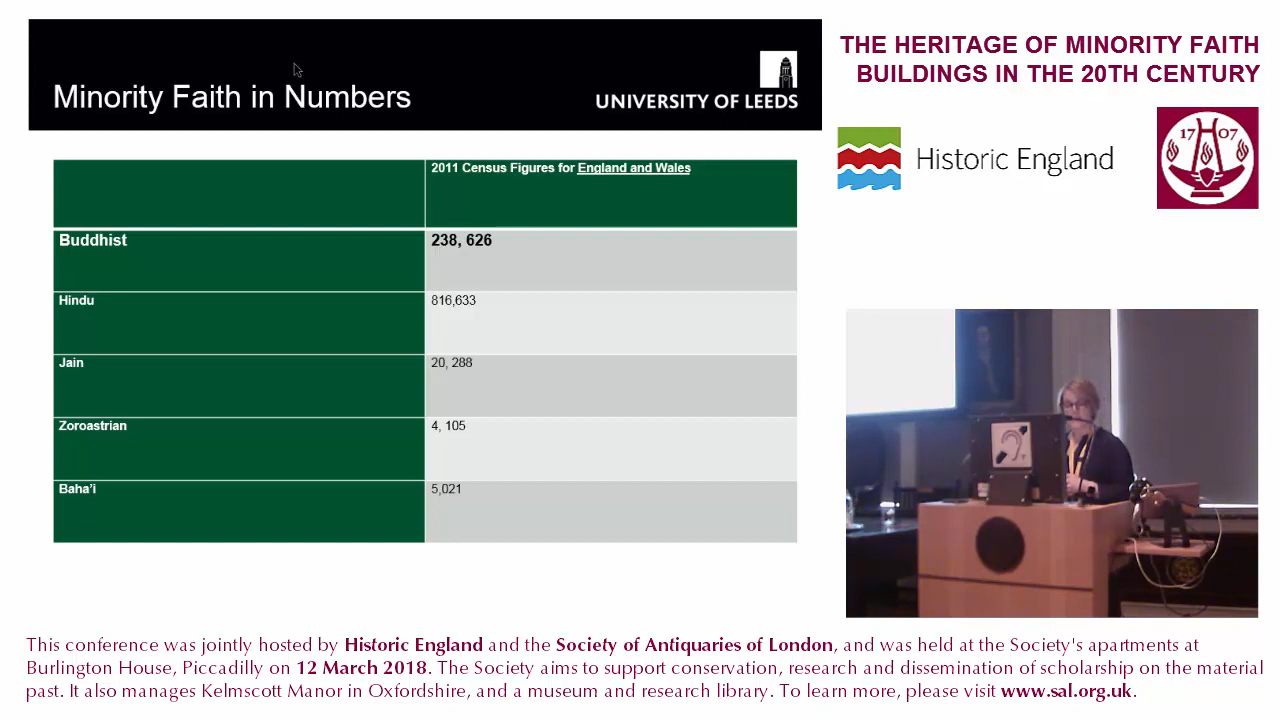 Minority Faith in Numbers
UNIVERSITY OF LEEDS
2011 Census Figures for England and Wales
Buddhist 238, 626
Hindu 816,633
Jain 20, 288
Zoroastrian 4, 105
Baha'i 5,021
THE HERITAGE OF MINORITY FAITH
BUILDINGS IN THE 20TH CENTURY
Historic England
17 07
This conference was jointly hosted by Historic England and the Society of Antiquaries of London, and was held at the Society's apartments at
Burlington House, Piccadilly on 12 March 2018. The Society aims to support conservation, research and dissemination of scholarship on the material
past. It also manages Kelmscott Manor in Oxfordshire, and a museum and research library. To learn more, please visit www.sal.org.uk.